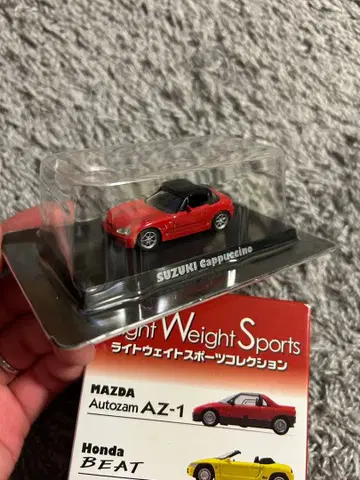 SUZUKI Cappuccino
ight Weight Sports
ライトウェイトスポーツコレクション
MAZDA
Autozam AZ-1
Honda
BEAT